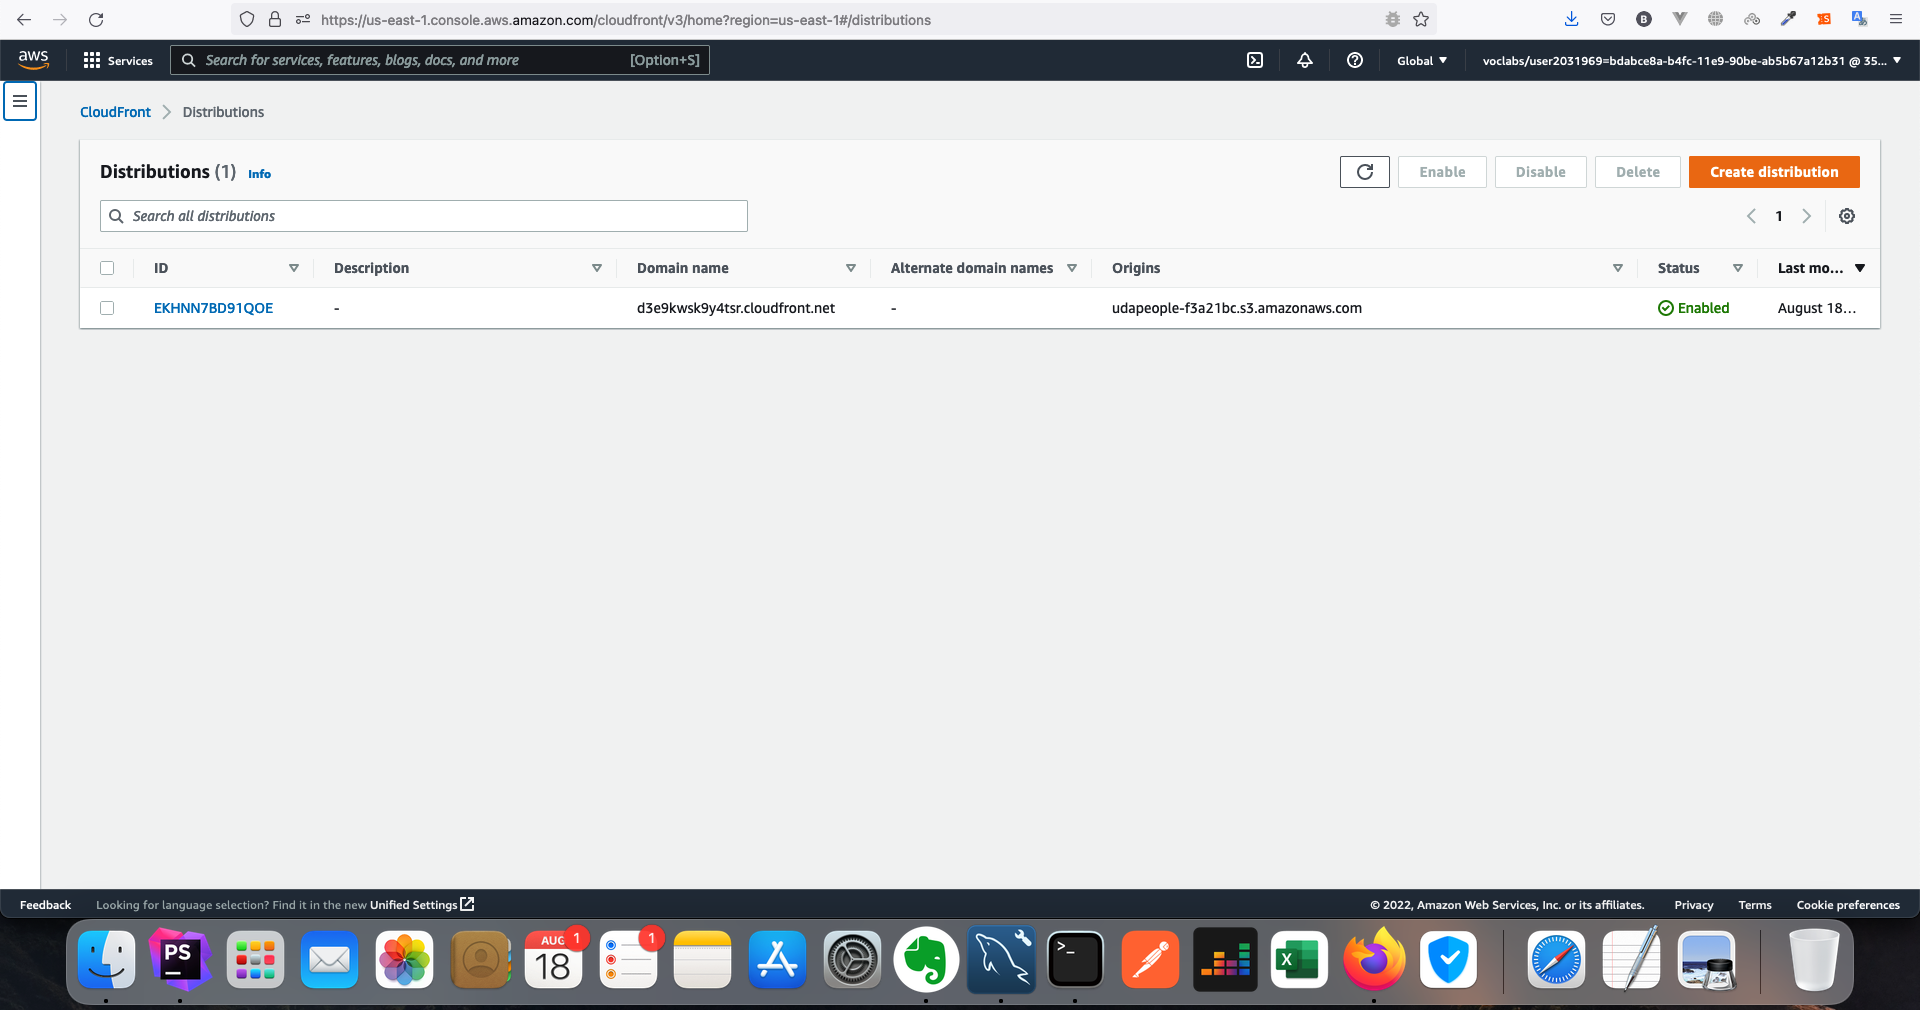 https://us-east-1.console.aws.amazon.com/cloudfront/v3/home?region=us-east-1#/distributions
aws Services Search for services, features, blogs, docs, and more [Option+S] Global voclabs/user2031969=bdabce8a-b4fc-11e9-90be-ab5b67a12b31 @ 35...
CloudFront Distributions
Distributions (1) Info Enable Disable Delete Create distribution
Search all distributions 1
ID Description Domain name Alternate domain names Origins Status Last mo...
EKHNN7BD91QOE - d3e9kwsk9y4tsr.cloudfront.net - udapeople-f3a21bc.s3.amazonaws.com Enabled August 18...
Feedback Looking for language selection? Find it in the new Unified Settings © 2022, Amazon Web Services, Inc. or its affiliates. Privacy Terms Cookie preferences
PS AUG 1 18 1 >_ X